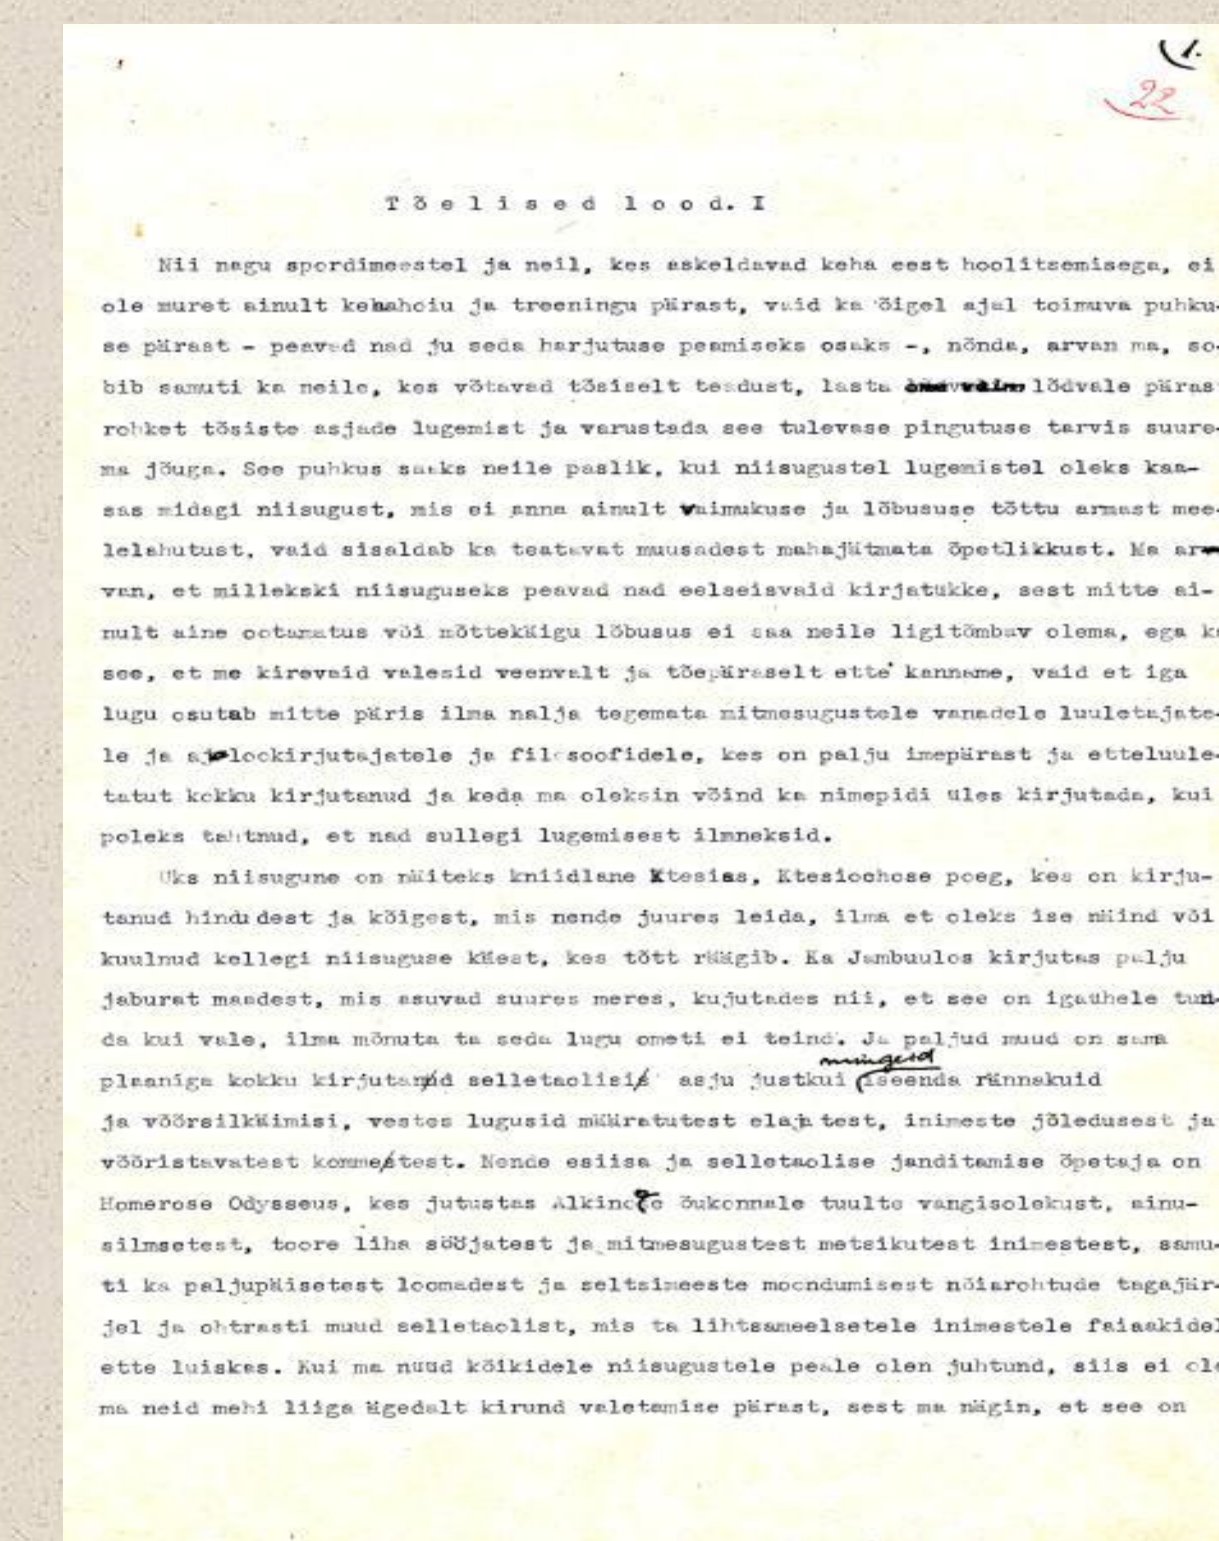 1.
22
Tõelised lood. I
Nii nagu spordimeestel ja neil, kes askeldavad keha eest hoolitsemisega, ei
ole muret ainult kehahoiu ja treeningu pärast, vaid ka õigel ajal toimuva puhku-
se pärast - peavad nad ju seda harjutuse peamiseks osaks -, nõnda, arvan ma, so-
bib samuti ka neile, kes võtavad tõsiselt teadust, lasta lõdvale päras
rohket tõsiste asjade lugemist ja varustada see tulevase pingutuse tarvis suure-
ma jõuga. See puhkus saaks neile paslik, kui niisugustel lugemistel oleks kaa-
sas midagi niisugust, mis ei anna ainult vaimukuse ja lõbususe tõttu armast mee-
lelahutust, vaid sisaldab ka teatavat muusadest mahajätmata õpetlikkust. Ma ar-
van, et millekski niisuguseks peavad nad eelseisvaid kirjatükke, sest mitte ai-
nult aine ootamatus või mõttekäigu lõbusus ei saa neile ligitõmbav olema, ega ka
see, et me kirevaid valesid veenvalt ja tõepäraselt ette kanname, vaid et iga
lugu osutab mitte päris ilma nalja tegemata mitmesugustele vanadele luuletajate-
le ja ajalookirjutajatele ja filosoofidele, kes on palju imepärast ja etteluule-
tatut kokku kirjutanud ja keda ma oleksin võind ka nimepidi üles kirjutada, kui
poleks tahtnud, et nad sullegi lugemisest ilmneksid.
Üks niisugune on näiteks kniidlane Ktesias, Ktesiochose poeg, kes on kirju-
tanud hindudest ja kõigest, mis nende juures leida, ilma et oleks ise näind või
kuulnud kellegi niisuguse käest, kes tõtt räägib. Ka Jambuulos kirjutas palju
jaburat maadest, mis asuvad suures meres, kujutades nii, et see on igaühele tun-
da kui vale, ilma mõnuta ta seda lugu ometi ei teind. Ja paljud muud on sama
mingeid
plaaniga kokku kirjutanud selletaolisi asju justkui iseenda rännakuid
ja võõrsilkäimisi, vestes lugusid määratutest elajatest, inimeste jõledusest ja
võõristavatest kommetest. Nende esiisa ja selletaolise janditamise õpetaja on
Homerose Odysseus, kes jutustas Alkinose õukonnale tuulte vangisolekust, ainu-
silmsetest, toore liha sööjatest ja mitmesugustest metsikutest inimestest, samu-
ti ka paljupäisetest loomadest ja seltsimeeste moondumisest nõiarohtude tagajär-
jel ja ohtrasti muud selletaolist, mis ta lihtsameelsetele inimestele faiaakidel
ette luiskas. Kui ma nüüd kõikidele niisugustele peale olen juhtund, siis ei ole
ma neid mehi liiga ägedalt kirund valetamise pärast, sest ma nägin, et see on